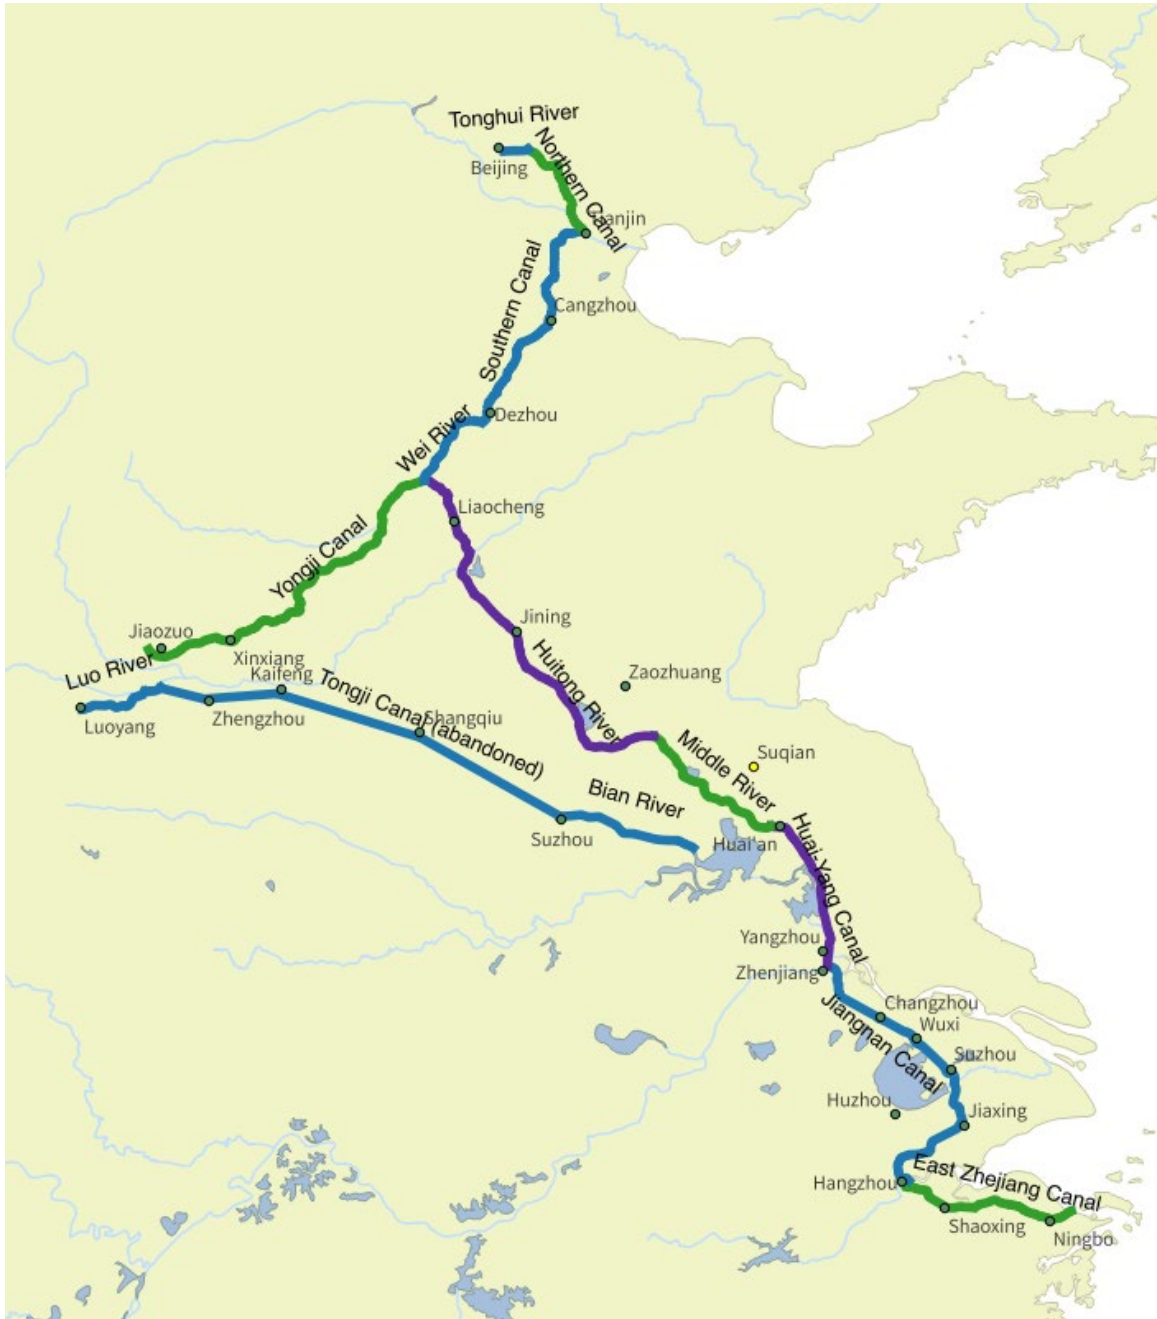 Tonghui River
Beijing
Northern Canal
Tianjin
Southern Canal
Cangzhou
Wei River
Dezhou
Liaocheng
Yongji Canal
Jining
Jiaozuo
Xinxiang
Luo River
Kaifeng
Luoyang
Zhengzhou
Tongji Canal (abandoned)
Shangqiu
Huitong River
Zaozhuang
Middle River
Suqian
Bian River
Suzhou
Huai'an
Huai-Yang Canal
Yangzhou
Zhenjiang
Changzhou
Wuxi
Jiangnan Canal
Suzhou
Huzhou
Jiaxing
Hangzhou
East Zhejiang Canal
Shaoxing
Ningbo